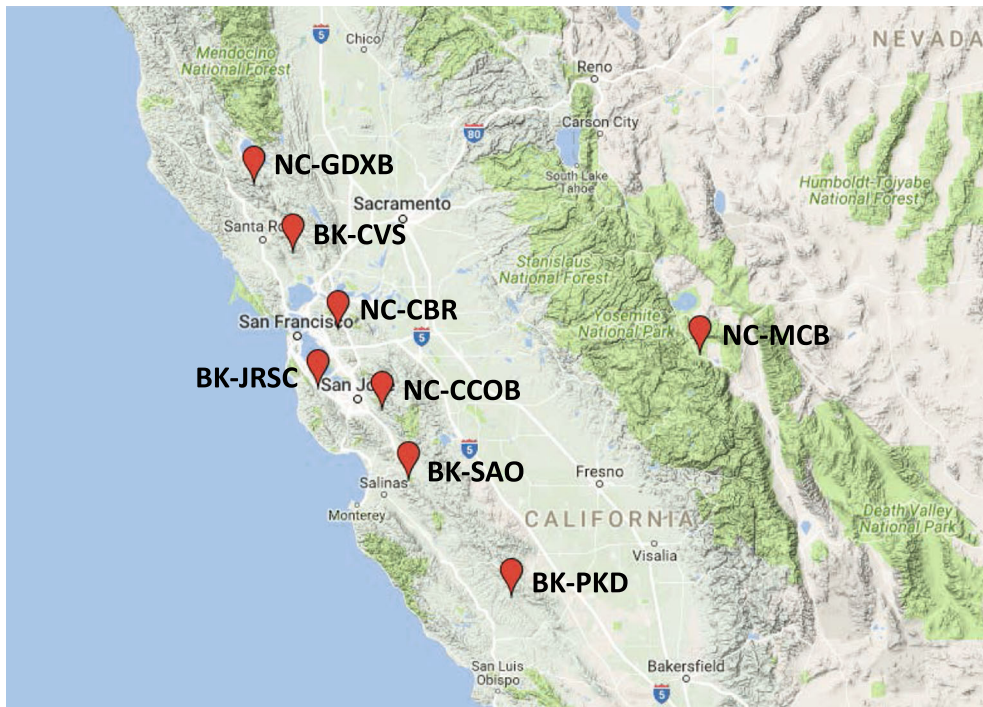 5
Chico
Mendocino
National Forest
NEVADA
Reno
Carson City
80
South Lake
Tahoe
Humboldt-Toiyabe
National Forest
NC-GDXB
Sacramento
Santa Ro
BK-CVS
Stanislaus
National Forest
NC-CBR
San Francisco
5
Yosemite
National Park
NC-MCB
BK-JRSC
San Jo
NC-CCOB
5
BK-SAO
Salinas
Fresno
Monterey
CALIFORNIA
Death Valley
National Park
Visalia
BK-PKD
San Luis
Obispo
Bakersfield
5